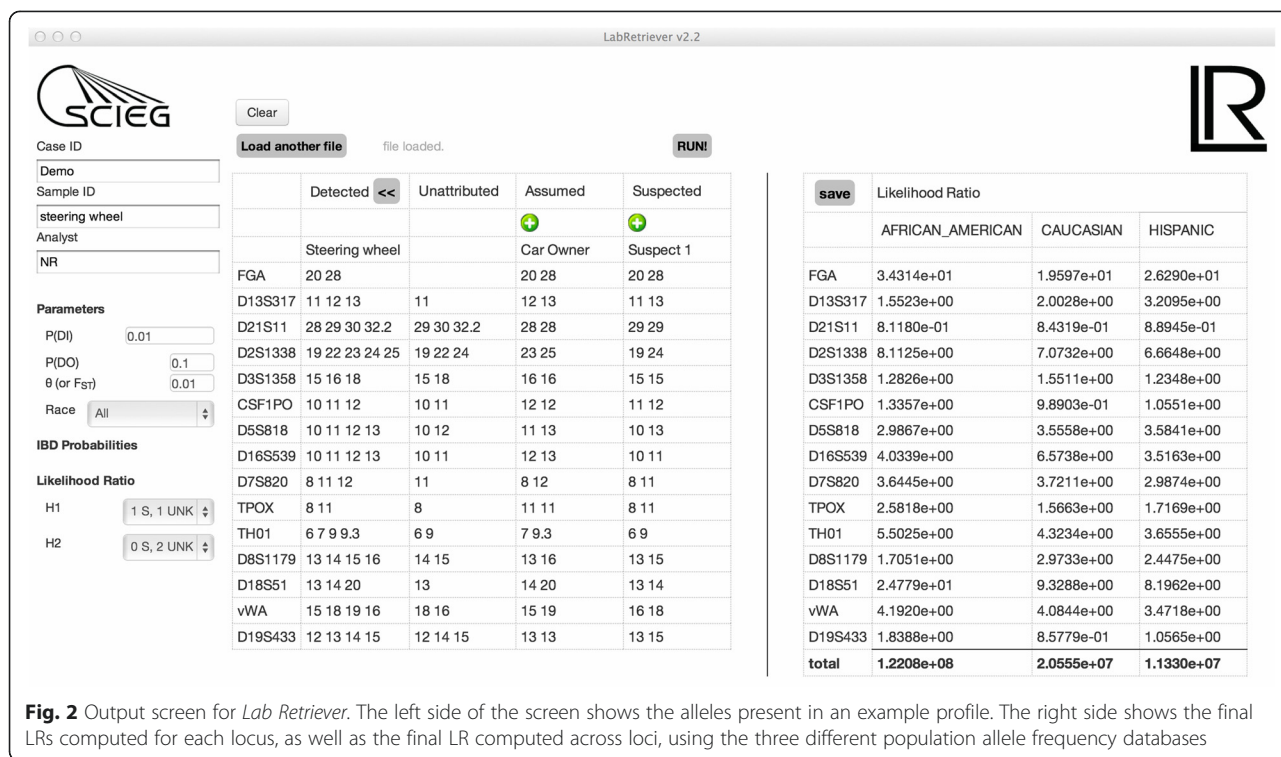 LabRetriever v2.2
SCIEG
LR
Clear
Load another file file loaded. RUN!
Case ID
Demo
Sample ID
steering wheel
Analyst
NR
Parameters
P(DI) 0.01
P(DO) 0.1
θ (or FST) 0.01
Race All
IBD Probabilities
Likelihood Ratio
H1 1 S, 1 UNK
H2 0 S, 2 UNK
Detected << Unattributed Assumed Suspected
Steering wheel Car Owner Suspect 1
FGA 20 28 20 28 20 28
D13S317 11 12 13 11 12 13 11 13
D21S11 28 29 30 32.2 29 30 32.2 28 28 29 29
D2S1338 19 22 23 24 25 19 22 24 23 25 19 24
D3S1358 15 16 18 15 18 16 16 15 15
CSF1PO 10 11 12 10 11 12 12 11 12
D5S818 10 11 12 13 10 12 11 13 10 13
D16S539 10 11 12 13 10 11 12 13 10 11
D7S820 8 11 12 11 8 12 8 11
TPOX 8 11 8 11 11 8 11
TH01 6 7 9 9.3 6 9 7 9.3 6 9
D8S1179 13 14 15 16 14 15 13 16 13 15
D18S51 13 14 20 13 14 20 13 14
vWA 15 18 19 16 18 16 15 19 16 18
D19S433 12 13 14 15 12 14 15 13 13 13 15
save Likelihood Ratio
AFRICAN_AMERICAN CAUCASIAN HISPANIC
FGA 3.4314e+01 1.9597e+01 2.6290e+01
D13S317 1.5523e+00 2.0028e+00 3.2095e+00
D21S11 8.1180e-01 8.4319e-01 8.8945e-01
D2S1338 8.1125e+00 7.0732e+00 6.6648e+00
D3S1358 1.2826e+00 1.5511e+00 1.2348e+00
CSF1PO 1.3357e+00 9.8903e-01 1.0551e+00
D5S818 2.9867e+00 3.5558e+00 3.5841e+00
D16S539 4.0339e+00 6.5738e+00 3.5163e+00
D7S820 3.6445e+00 3.7211e+00 2.9874e+00
TPOX 2.5818e+00 1.5663e+00 1.7169e+00
TH01 5.5025e+00 4.3234e+00 3.6555e+00
D8S1179 1.7051e+00 2.9733e+00 2.4475e+00
D18S51 2.4779e+01 9.3288e+00 8.1962e+00
vWA 4.1920e+00 4.0844e+00 3.4718e+00
D19S433 1.8388e+00 8.5779e-01 1.0565e+00
total 1.2208e+08 2.0555e+07 1.1330e+07
Fig. 2 Output screen for Lab Retriever. The left side of the screen shows the alleles present in an example profile. The right side shows the final
LRs computed for each locus, as well as the final LR computed across loci, using the three different population allele frequency databases